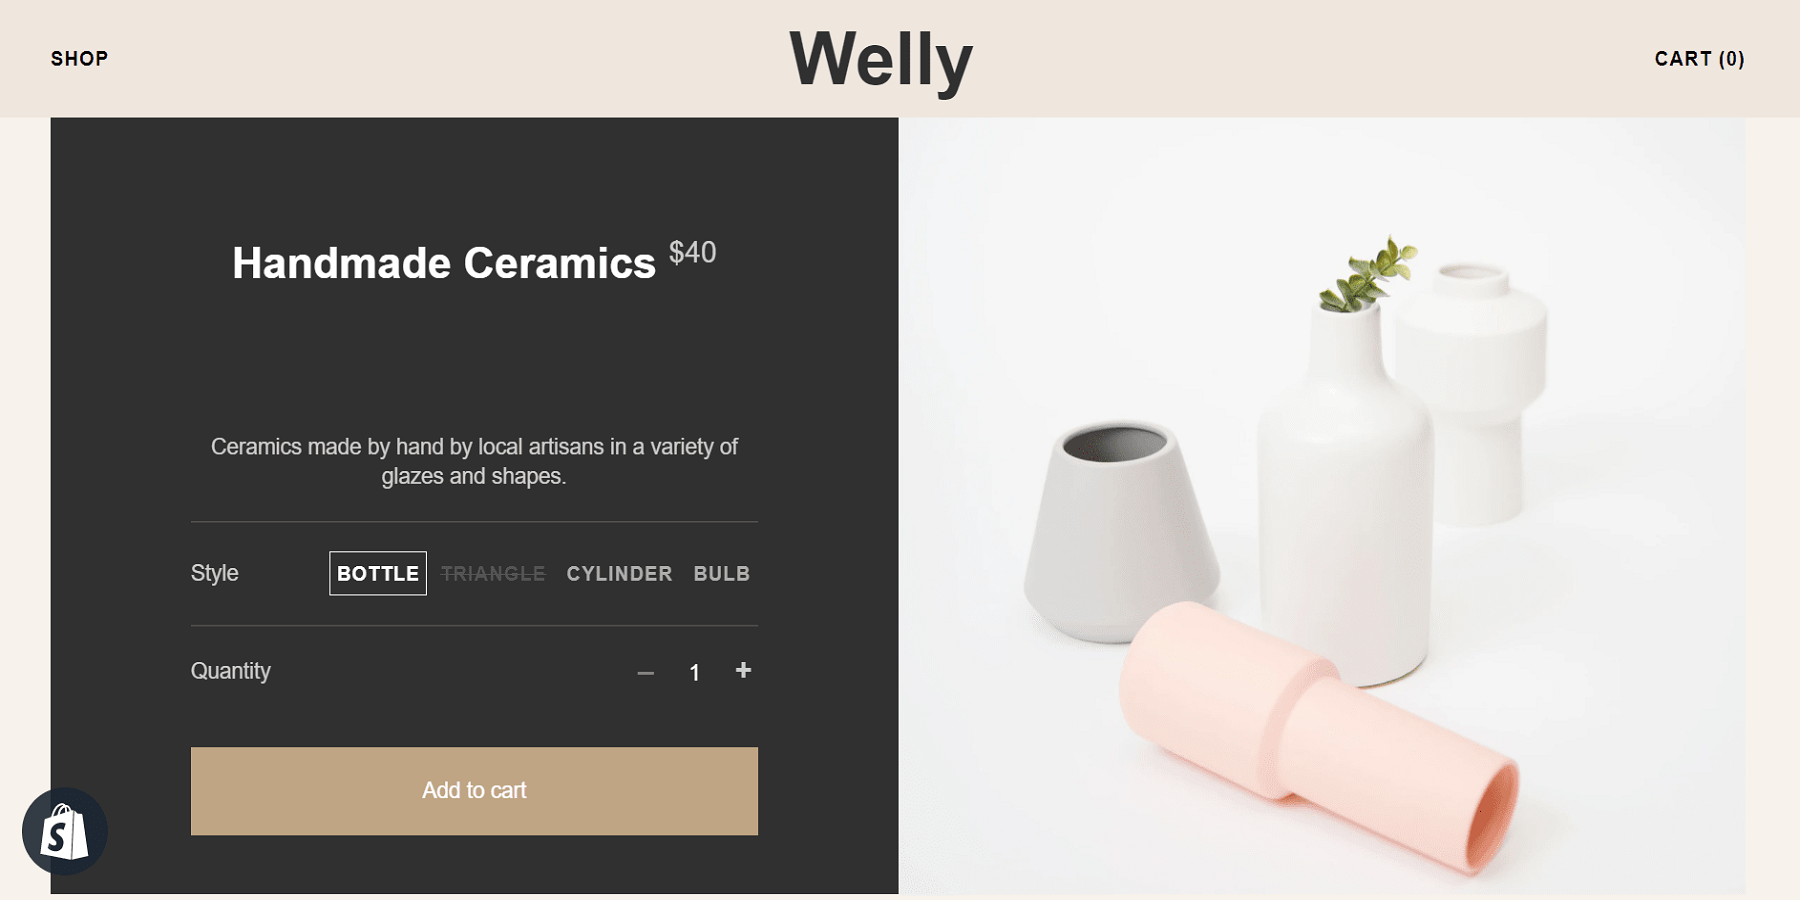 SHOP
Welly
CART (0)
Handmade Ceramics $40
Ceramics made by hand by local artisans in a variety of
glazes and shapes.
Style BOTTLE TRIANGLE CYLINDER BULB
Quantity – 1 +
Add to cart
S